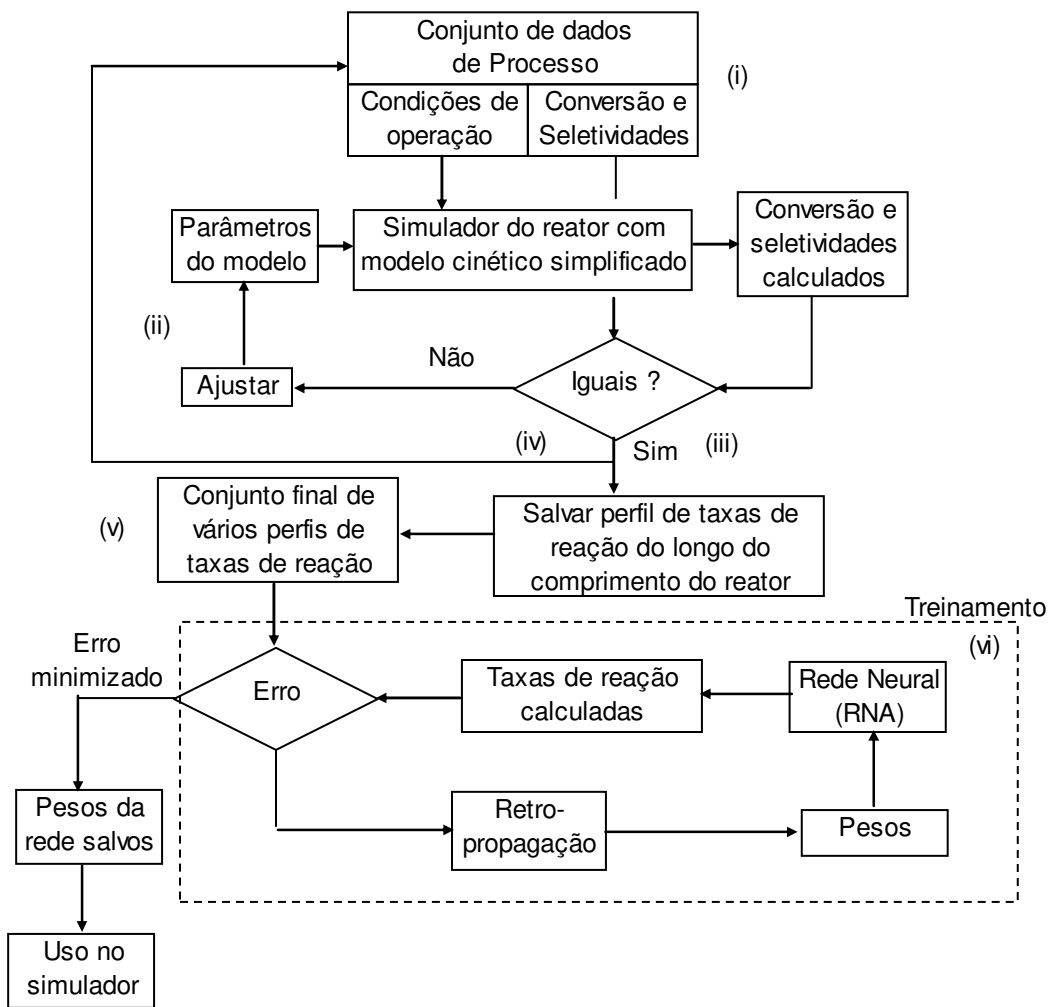 Conjunto de dados
de Processo
(i)
Condições de
operação
Conversão e
Seletividades
Parâmetros
do modelo
Simulador do reator com
modelo cinético simplificado
Conversão e
seletividades
calculados
(ii)
Não
Iguais ?
Ajustar
(iv)
Sim
(iii)
(v)
Conjunto final de
vários perfis de
taxas de reação
Salvar perfil de taxas de
reação do longo do
comprimento do reator
Treinamento
(vi)
Erro
minimizado
Erro
Taxas de reação
calculadas
Rede Neural
(RNA)
Pesos da
rede salvos
Retro-
propagação
Pesos
Uso no
simulador